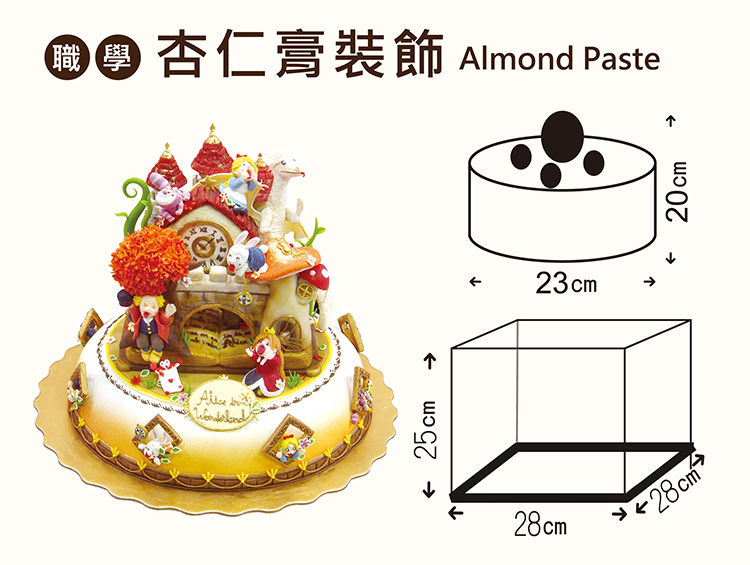 職學 杏仁膏裝飾 Almond Paste
20cm
23cm
Alice in
Wonderland
25cm
28cm
28cm